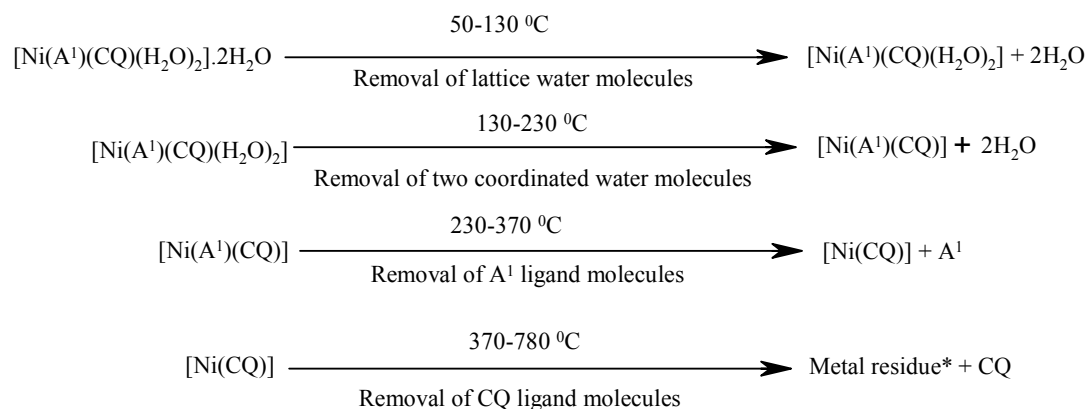 50-130 ⁰C
[Ni(A¹)(CQ)(H₂O)₂].2H₂O [Ni(A¹)(CQ)(H₂O)₂] + 2H₂O
Removal of lattice water molecules
130-230 ⁰C
[Ni(A¹)(CQ)(H₂O)₂] [Ni(A¹)(CQ)] + 2H₂O
Removal of two coordinated water molecules
230-370 ⁰C
[Ni(A¹)(CQ)] [Ni(CQ)] + A¹
Removal of A¹ ligand molecules
370-780 ⁰C
[Ni(CQ)] Metal residue* + CQ
Removal of CQ ligand molecules